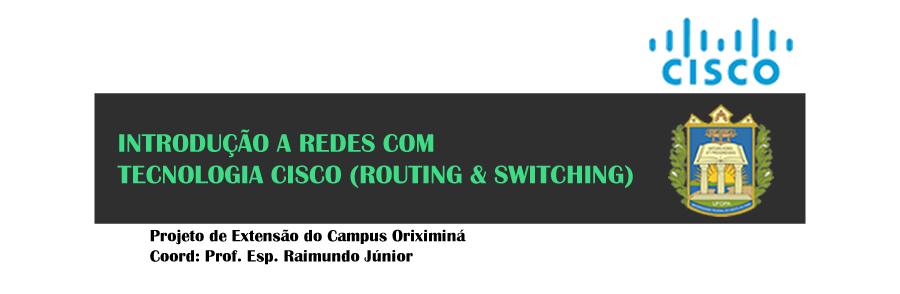 CISCO
INTRODUÇÃO A REDES COM
TECNOLOGIA CISCO (ROUTING & SWITCHING)
UFOPA
Projeto de Extensão do Campus Oriximiná
Coord: Prof. Esp. Raimundo Júnior